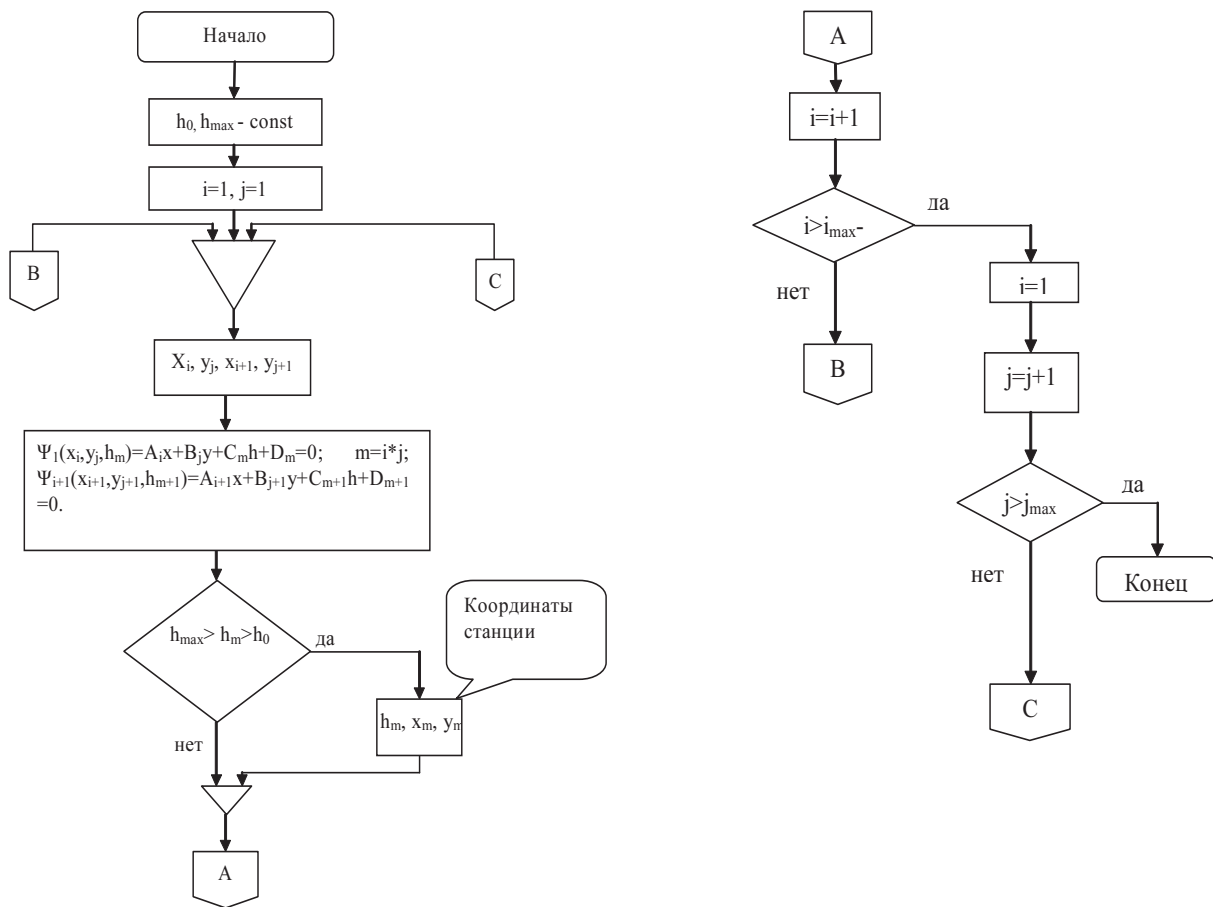 Начало
h₀, hmax - const
i=1, j=1
B
C
Xᵢ, yⱼ, xᵢ₊₁, yⱼ₊₁
Ψ₁(xᵢ,yⱼ,hₘ)=Aᵢx+Bⱼy+Cₘh+Dₘ=0; m=i*j;
Ψᵢ₊₁(xᵢ₊₁,yⱼ₊₁,hₘ₊₁)=Aᵢ₊₁x+Bⱼ₊₁y+Cₘ₊₁h+Dₘ₊₁
=0.
hmax> hₘ>h₀
да
Координаты
станции
hₘ, xₘ, yₘ
нет
A
A
i=i+1
i>imax-
да
нет
i=1
B
j=j+1
j>jmax
да
нет
Конец
C